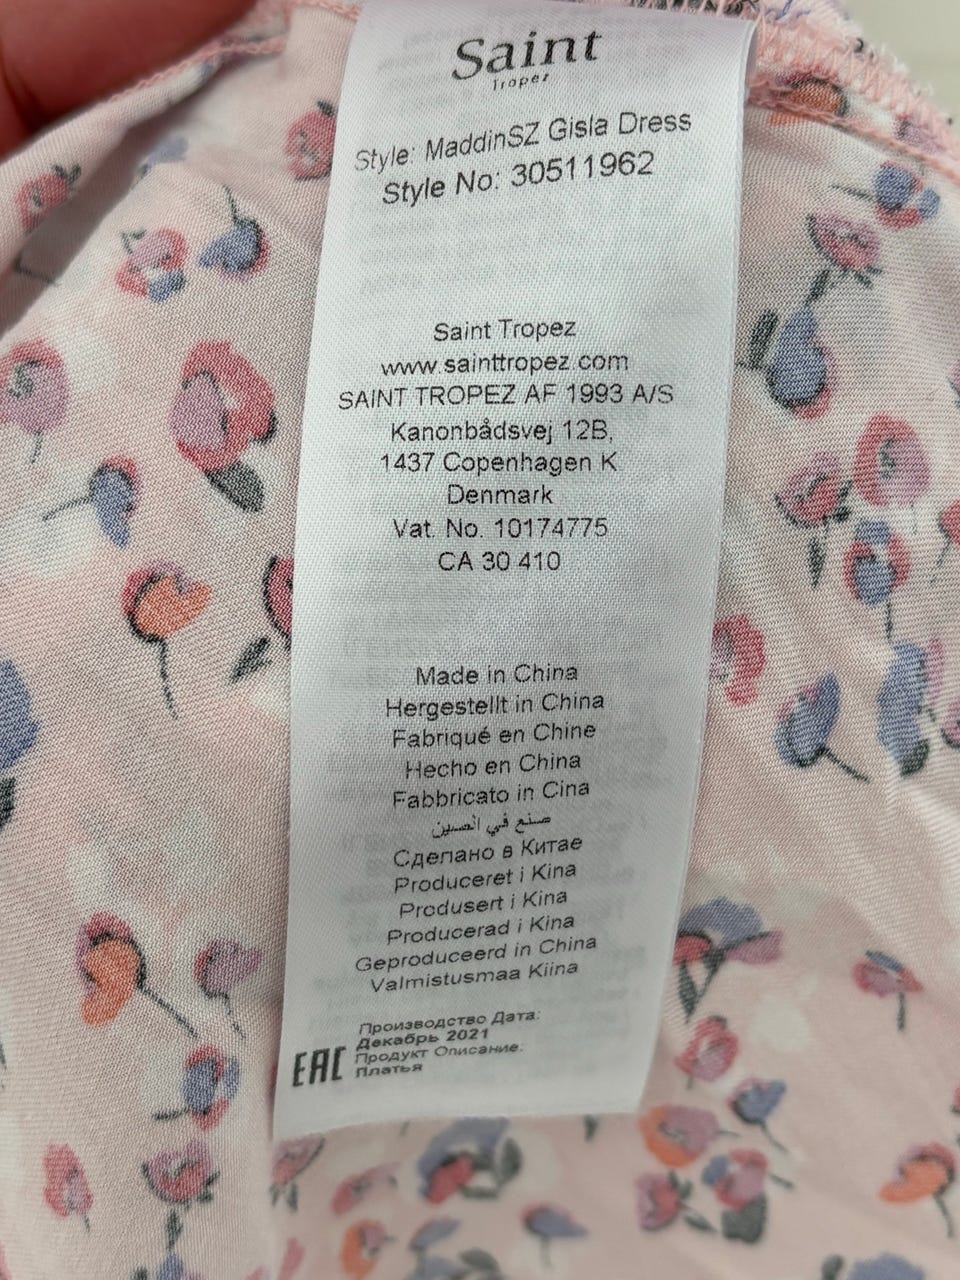 Saint
Tropez
Style: MaddinSZ Gisla Dress
Style No: 30511962
Saint Tropez
www.sainttropez.com
SAINT TROPEZ AF 1993 A/S
Kanonbådsvej 12B,
1437 Copenhagen K
Denmark
Vat. No. 10174775
CA 30 410
Made in China
Hergestellt in China
Fabriqué en Chine
Hecho en China
Fabbricato in Cina
صنع في الصين
Сделано в Китае
Produceret i Kina
Produsert i Kina
Producerad i Kina
Geproduceerd in China
Valmistusmaa Kiina
Производство Дата:
Декабрь 2021
Продукт Описание:
Платья
EAC